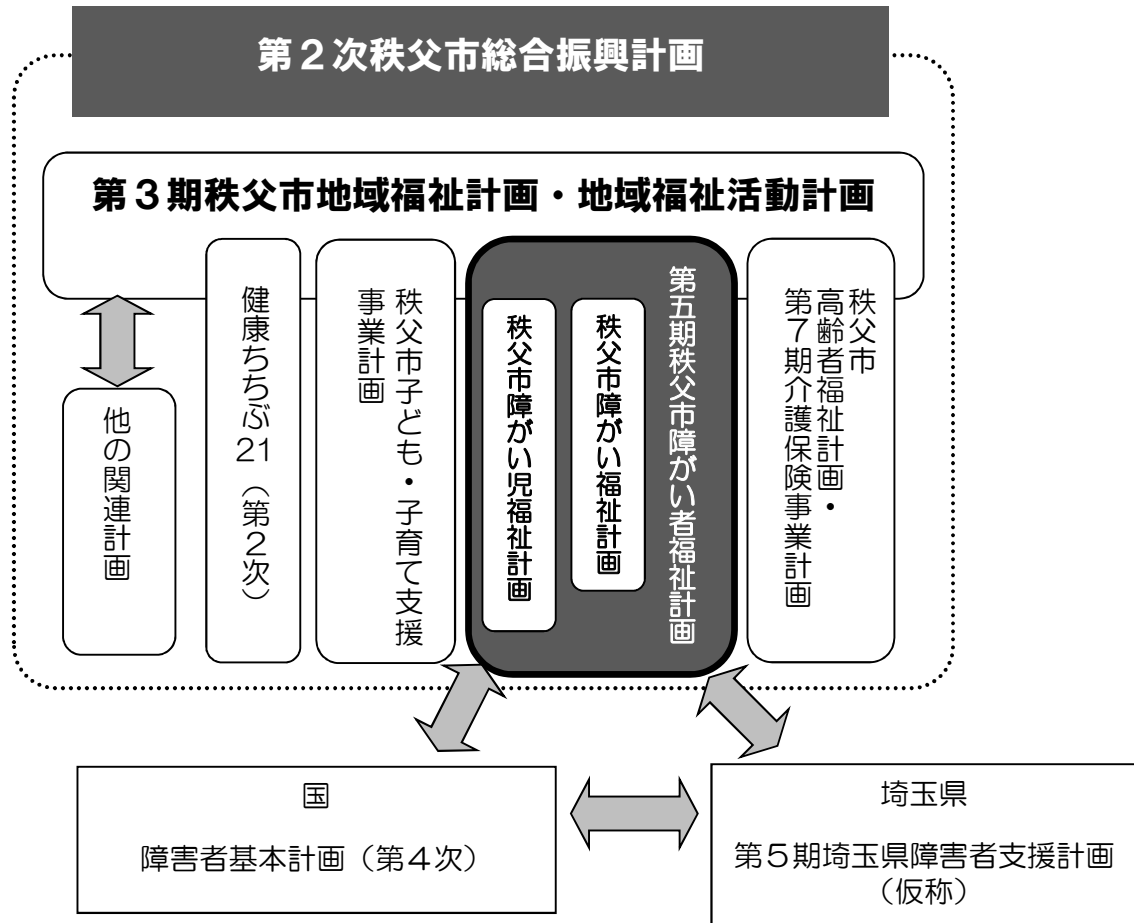 第２次秩父市総合振興計画
第３期秩父市地域福祉計画・地域福祉活動計画
他の関連計画
健康ちちぶ21（第２次）
秩父市子ども・子育て支援
事業計画
第五期秩父市障がい者福祉計画
秩父市障がい福祉計画
秩父市障がい児福祉計画
秩父市
高齢者福祉計画・
第７期介護保険事業計画
国
障害者基本計画（第４次）
埼玉県
第５期埼玉県障害者支援計画
（仮称）